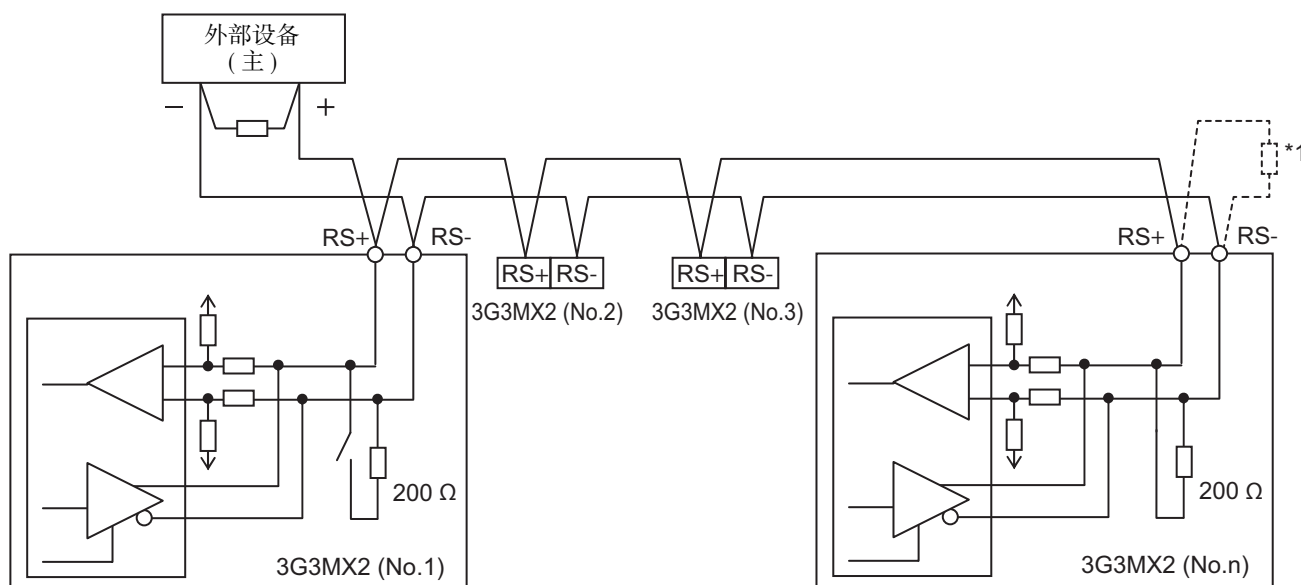 外部设备
(主)
− +
*1
RS+ RS-
RS+ RS-
RS+ RS-
RS+ RS-
3G3MX2 (No.2)
3G3MX2 (No.3)
200 Ω
200 Ω
3G3MX2 (No.1)
3G3MX2 (No.n)